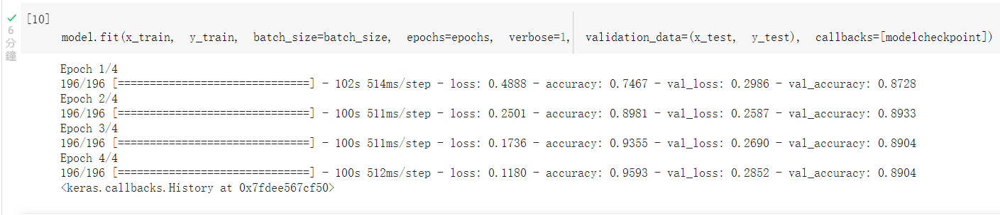 [10]
model.fit(x_train, y_train, batch_size=batch_size, epochs=epochs, verbose=1, validation_data=(x_test, y_test), callbacks=[modelcheckpoint])
6
分
鐘
Epoch 1/4
196/196 [==============================] - 102s 514ms/step - loss: 0.4888 - accuracy: 0.7467 - val_loss: 0.2986 - val_accuracy: 0.8728
Epoch 2/4
196/196 [==============================] - 100s 511ms/step - loss: 0.2501 - accuracy: 0.8981 - val_loss: 0.2587 - val_accuracy: 0.8933
Epoch 3/4
196/196 [==============================] - 100s 511ms/step - loss: 0.1736 - accuracy: 0.9355 - val_loss: 0.2690 - val_accuracy: 0.8904
Epoch 4/4
196/196 [==============================] - 100s 512ms/step - loss: 0.1180 - accuracy: 0.9593 - val_loss: 0.2852 - val_accuracy: 0.8904
<keras.callbacks.History at 0x7fdee567cf50>